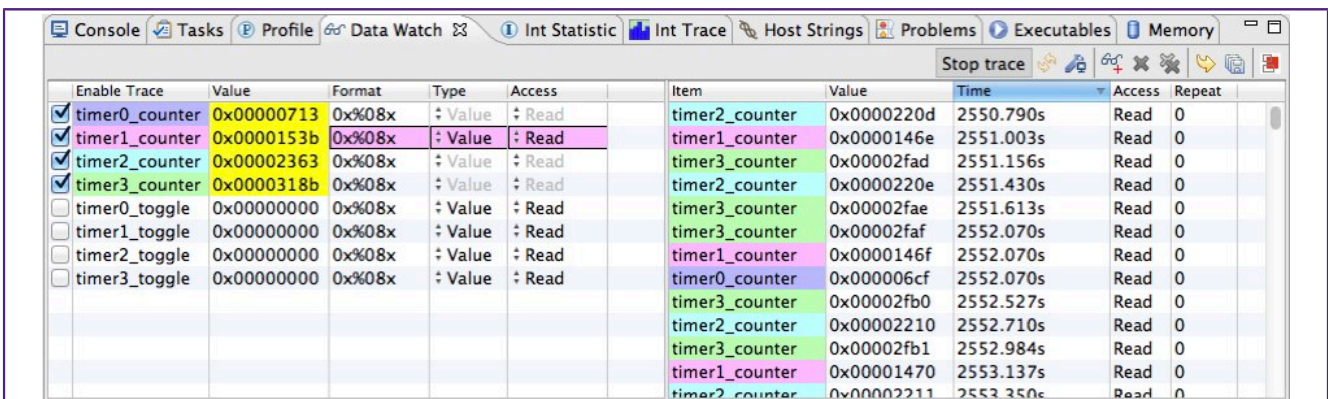 Console Tasks Profile Data Watch Int Statistic Int Trace Host Strings Problems Executables Memory
Stop trace
Enable Trace Value Format Type Access Item Value Time Access Repeat
timer0_counter 0x00000713 0x%08x Value Read timer2_counter 0x0000220d 2550.790s Read 0
timer1_counter 0x0000153b 0x%08x Value Read timer1_counter 0x0000146e 2551.003s Read 0
timer2_counter 0x00002363 0x%08x Value Read timer3_counter 0x00002fad 2551.156s Read 0
timer3_counter 0x0000318b 0x%08x Value Read timer2_counter 0x0000220e 2551.430s Read 0
timer0_toggle 0x00000000 0x%08x Value Read timer3_counter 0x00002fae 2551.613s Read 0
timer1_toggle 0x00000000 0x%08x Value Read timer3_counter 0x00002faf 2552.070s Read 0
timer2_toggle 0x00000000 0x%08x Value Read timer1_counter 0x0000146f 2552.070s Read 0
timer3_toggle 0x00000000 0x%08x Value Read timer0_counter 0x000006cf 2552.070s Read 0
timer3_counter 0x00002fb0 2552.527s Read 0
timer2_counter 0x00002210 2552.710s Read 0
timer3_counter 0x00002fb1 2552.984s Read 0
timer1_counter 0x00001470 2553.137s Read 0
timer2_counter 0x00002211 2553.350s Read 0